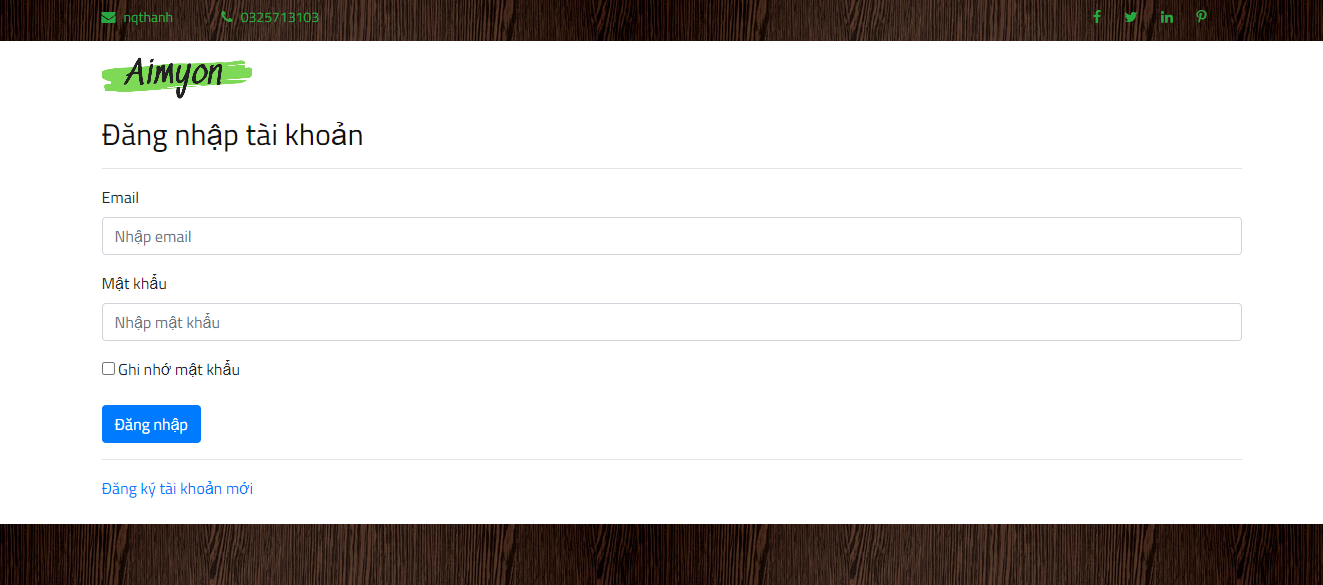 nqthanh 0325713103
Aimyon
Đăng nhập tài khoản
Email
Nhập email
Mật khẩu
Nhập mật khẩu
Ghi nhớ mật khẩu
Đăng nhập
Đăng ký tài khoản mới